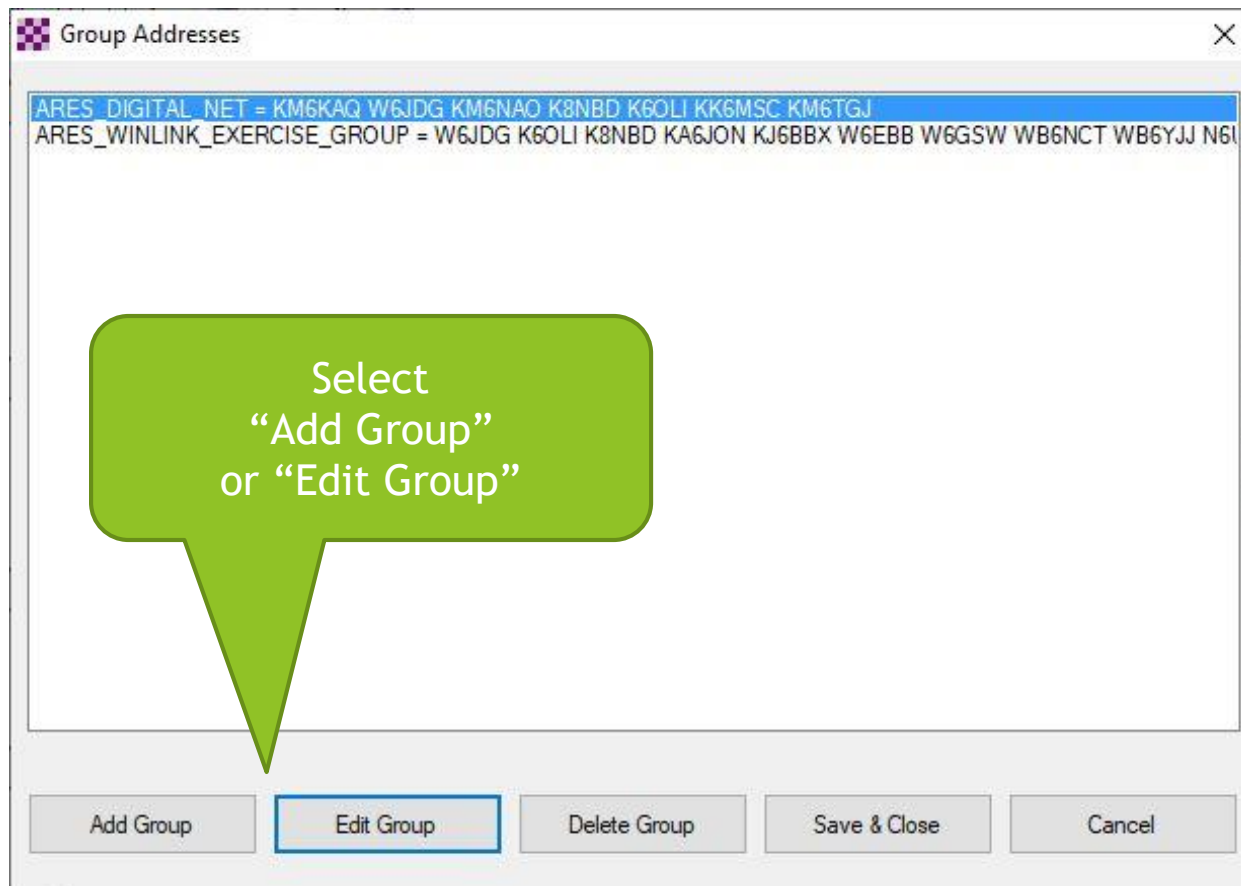 Group Addresses
ARES_DIGITAL_NET = KM6KAQ W6JDG KM6NAO K8NBD K6OLI KK6MSC KM6TGJ
ARES_WINLINK_EXERCISE_GROUP = W6JDG K6OLI K8NBD KA6JON KJ6BBX W6EBB W6GSW WB6NCT WB6YJJ
Select
“Add Group”
or “Edit Group”
Add Group Edit Group Delete Group Save & Close Cancel